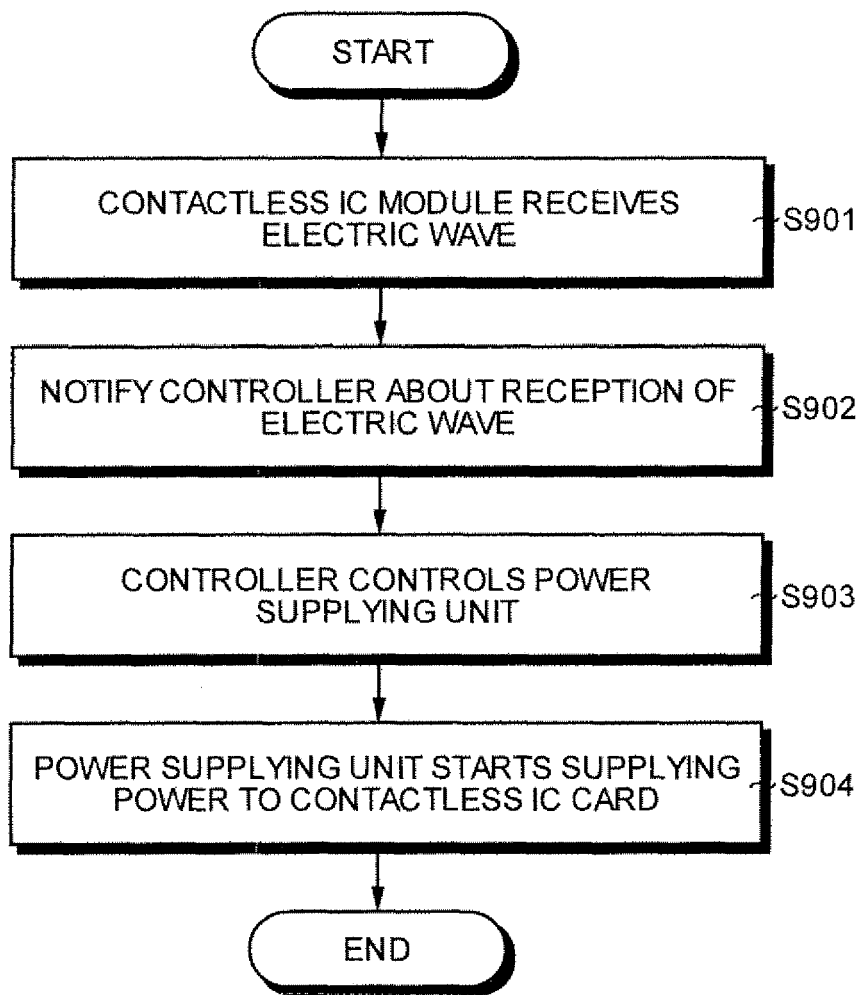 START
CONTACTLESS IC MODULE RECEIVES
ELECTRIC WAVE
S901
NOTIFY CONTROLLER ABOUT RECEPTION OF
ELECTRIC WAVE
S902
CONTROLLER CONTROLS POWER
SUPPLYING UNIT
S903
POWER SUPPLYING UNIT STARTS SUPPLYING
POWER TO CONTACTLESS IC CARD
S904
END